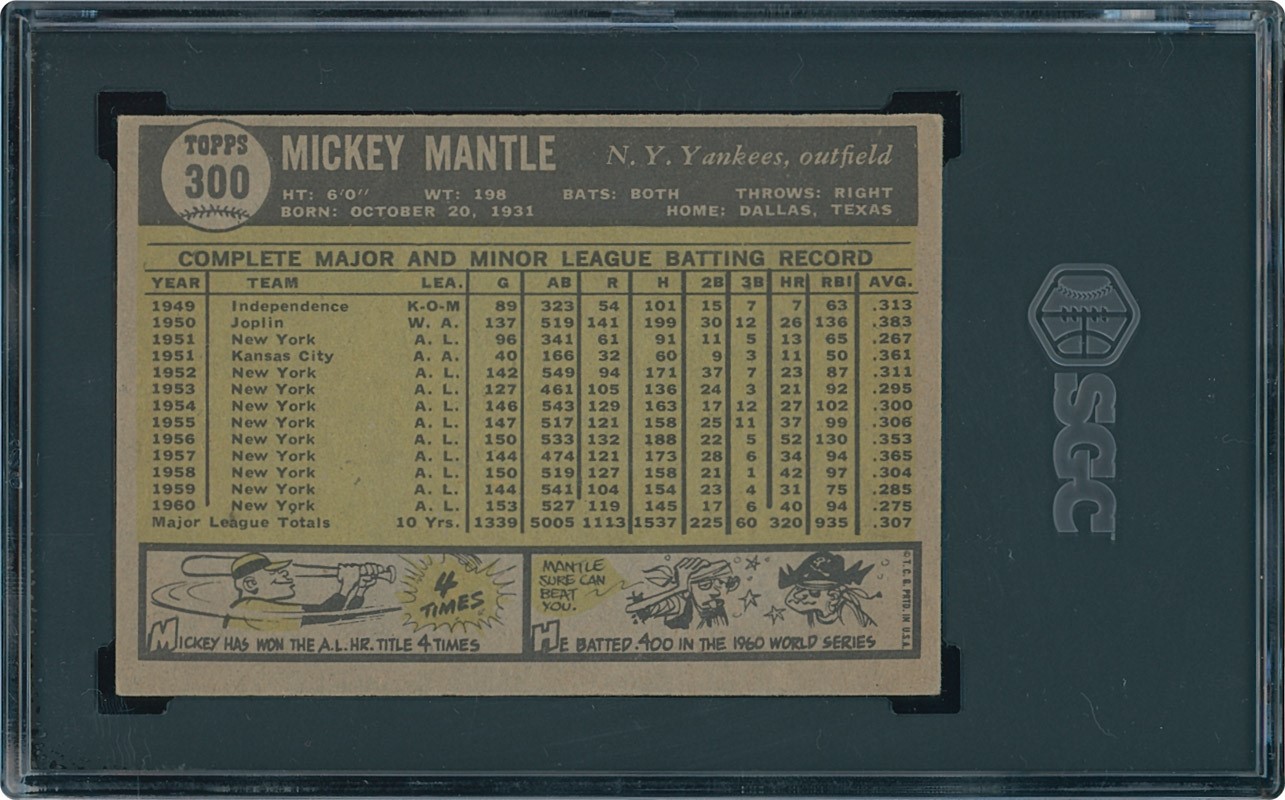 TOPPS
300
MICKEY MANTLE
N. Y. Yankees, outfield
HT: 6'0" WT: 198 BATS: BOTH THROWS: RIGHT
BORN: OCTOBER 20, 1931 HOME: DALLAS, TEXAS
COMPLETE MAJOR AND MINOR LEAGUE BATTING RECORD
YEAR TEAM LEA. G AB R H 2B 3B HR RBI AVG.
1949 Independence K-O-M 89 323 54 101 15 7 7 63 .313
1950 Joplin W. A. 137 519 141 199 30 12 26 136 .383
1951 New York A. L. 96 341 61 91 11 5 13 65 .267
1951 Kansas City A. A. 40 166 32 60 9 3 11 50 .361
1952 New York A. L. 142 549 94 171 37 7 23 87 .311
1953 New York A. L. 127 461 105 136 24 3 21 92 .295
1954 New York A. L. 146 543 129 163 17 12 27 102 .300
1955 New York A. L. 147 517 121 158 25 11 37 99 .306
1956 New York A. L. 150 533 132 188 22 5 52 130 .353
1957 New York A. L. 144 474 121 173 28 6 34 94 .365
1958 New York A. L. 150 519 127 158 21 1 42 97 .304
1959 New York A. L. 144 541 104 154 23 4 31 75 .285
1960 New York A. L. 153 527 119 145 17 6 40 94 .275
Major League Totals 10 Yrs. 1339 5005 1113 1537 225 60 320 935 .307
4
TIMES
MICKEY HAS WON THE A.L. HR. TITLE 4 TIMES
MANTLE
SURE CAN
BEAT
YOU.
P
HE BATTED .400 IN THE 1960 WORLD SERIES
© T. C. G. PRTD. IN U.S.A.
SGC